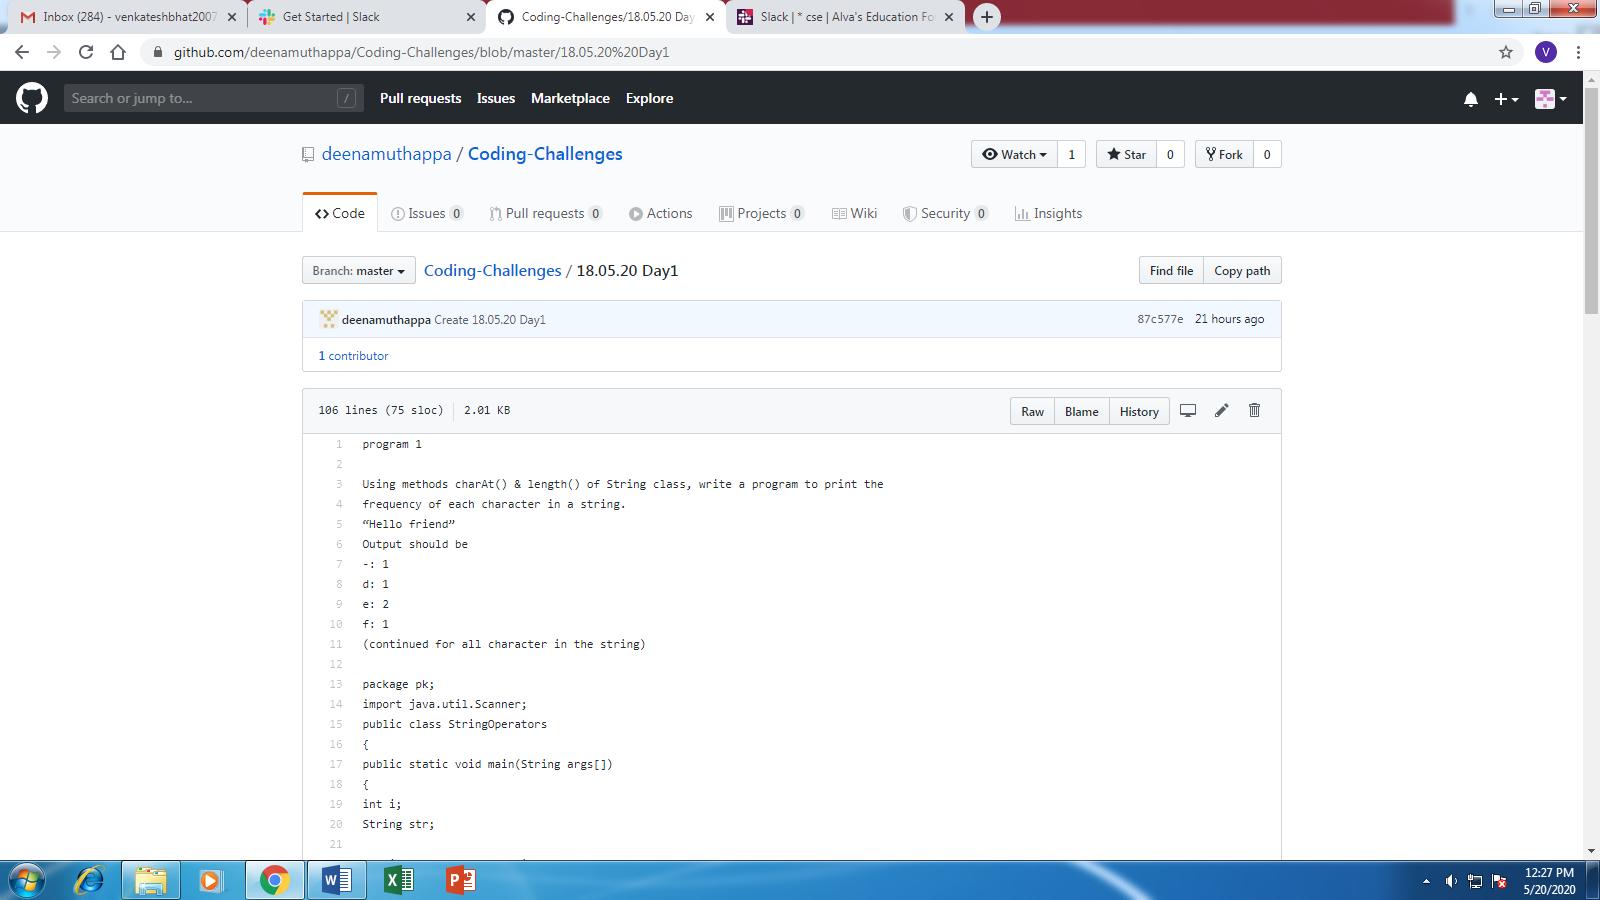 Inbox (284) - venkateshbhat2007
Get Started | Slack
Coding-Challenges/18.05.20 Day
Slack | * cse | Alva's Education Fo
github.com/deenamuthappa/Coding-Challenges/blob/master/18.05.20%20Day1
V
Search or jump to...
/
Pull requests
Issues
Marketplace
Explore
deenamuthappa / Coding-Challenges
Watch 1
Star 0
Fork 0
Code
Issues 0
Pull requests 0
Actions
Projects 0
Wiki
Security 0
Insights
Branch: master
Coding-Challenges / 18.05.20 Day1
Find file
Copy path
deenamuthappa Create 18.05.20 Day1
87c577e 21 hours ago
1 contributor
106 lines (75 sloc) 2.01 KB
Raw
Blame
History
1 program 1
2
3 Using methods charAt() & length() of String class, write a program to print the
4 frequency of each character in a string.
5 “Hello friend”
6 Output should be
7 -: 1
8 d: 1
9 e: 2
10 f: 1
11 (continued for all character in the string)
12
13 package pk;
14 import java.util.Scanner;
15 public class StringOperators
16 {
17 public static void main(String args[])
18 {
19 int i;
20 String str;
21
12:27 PM
5/20/2020